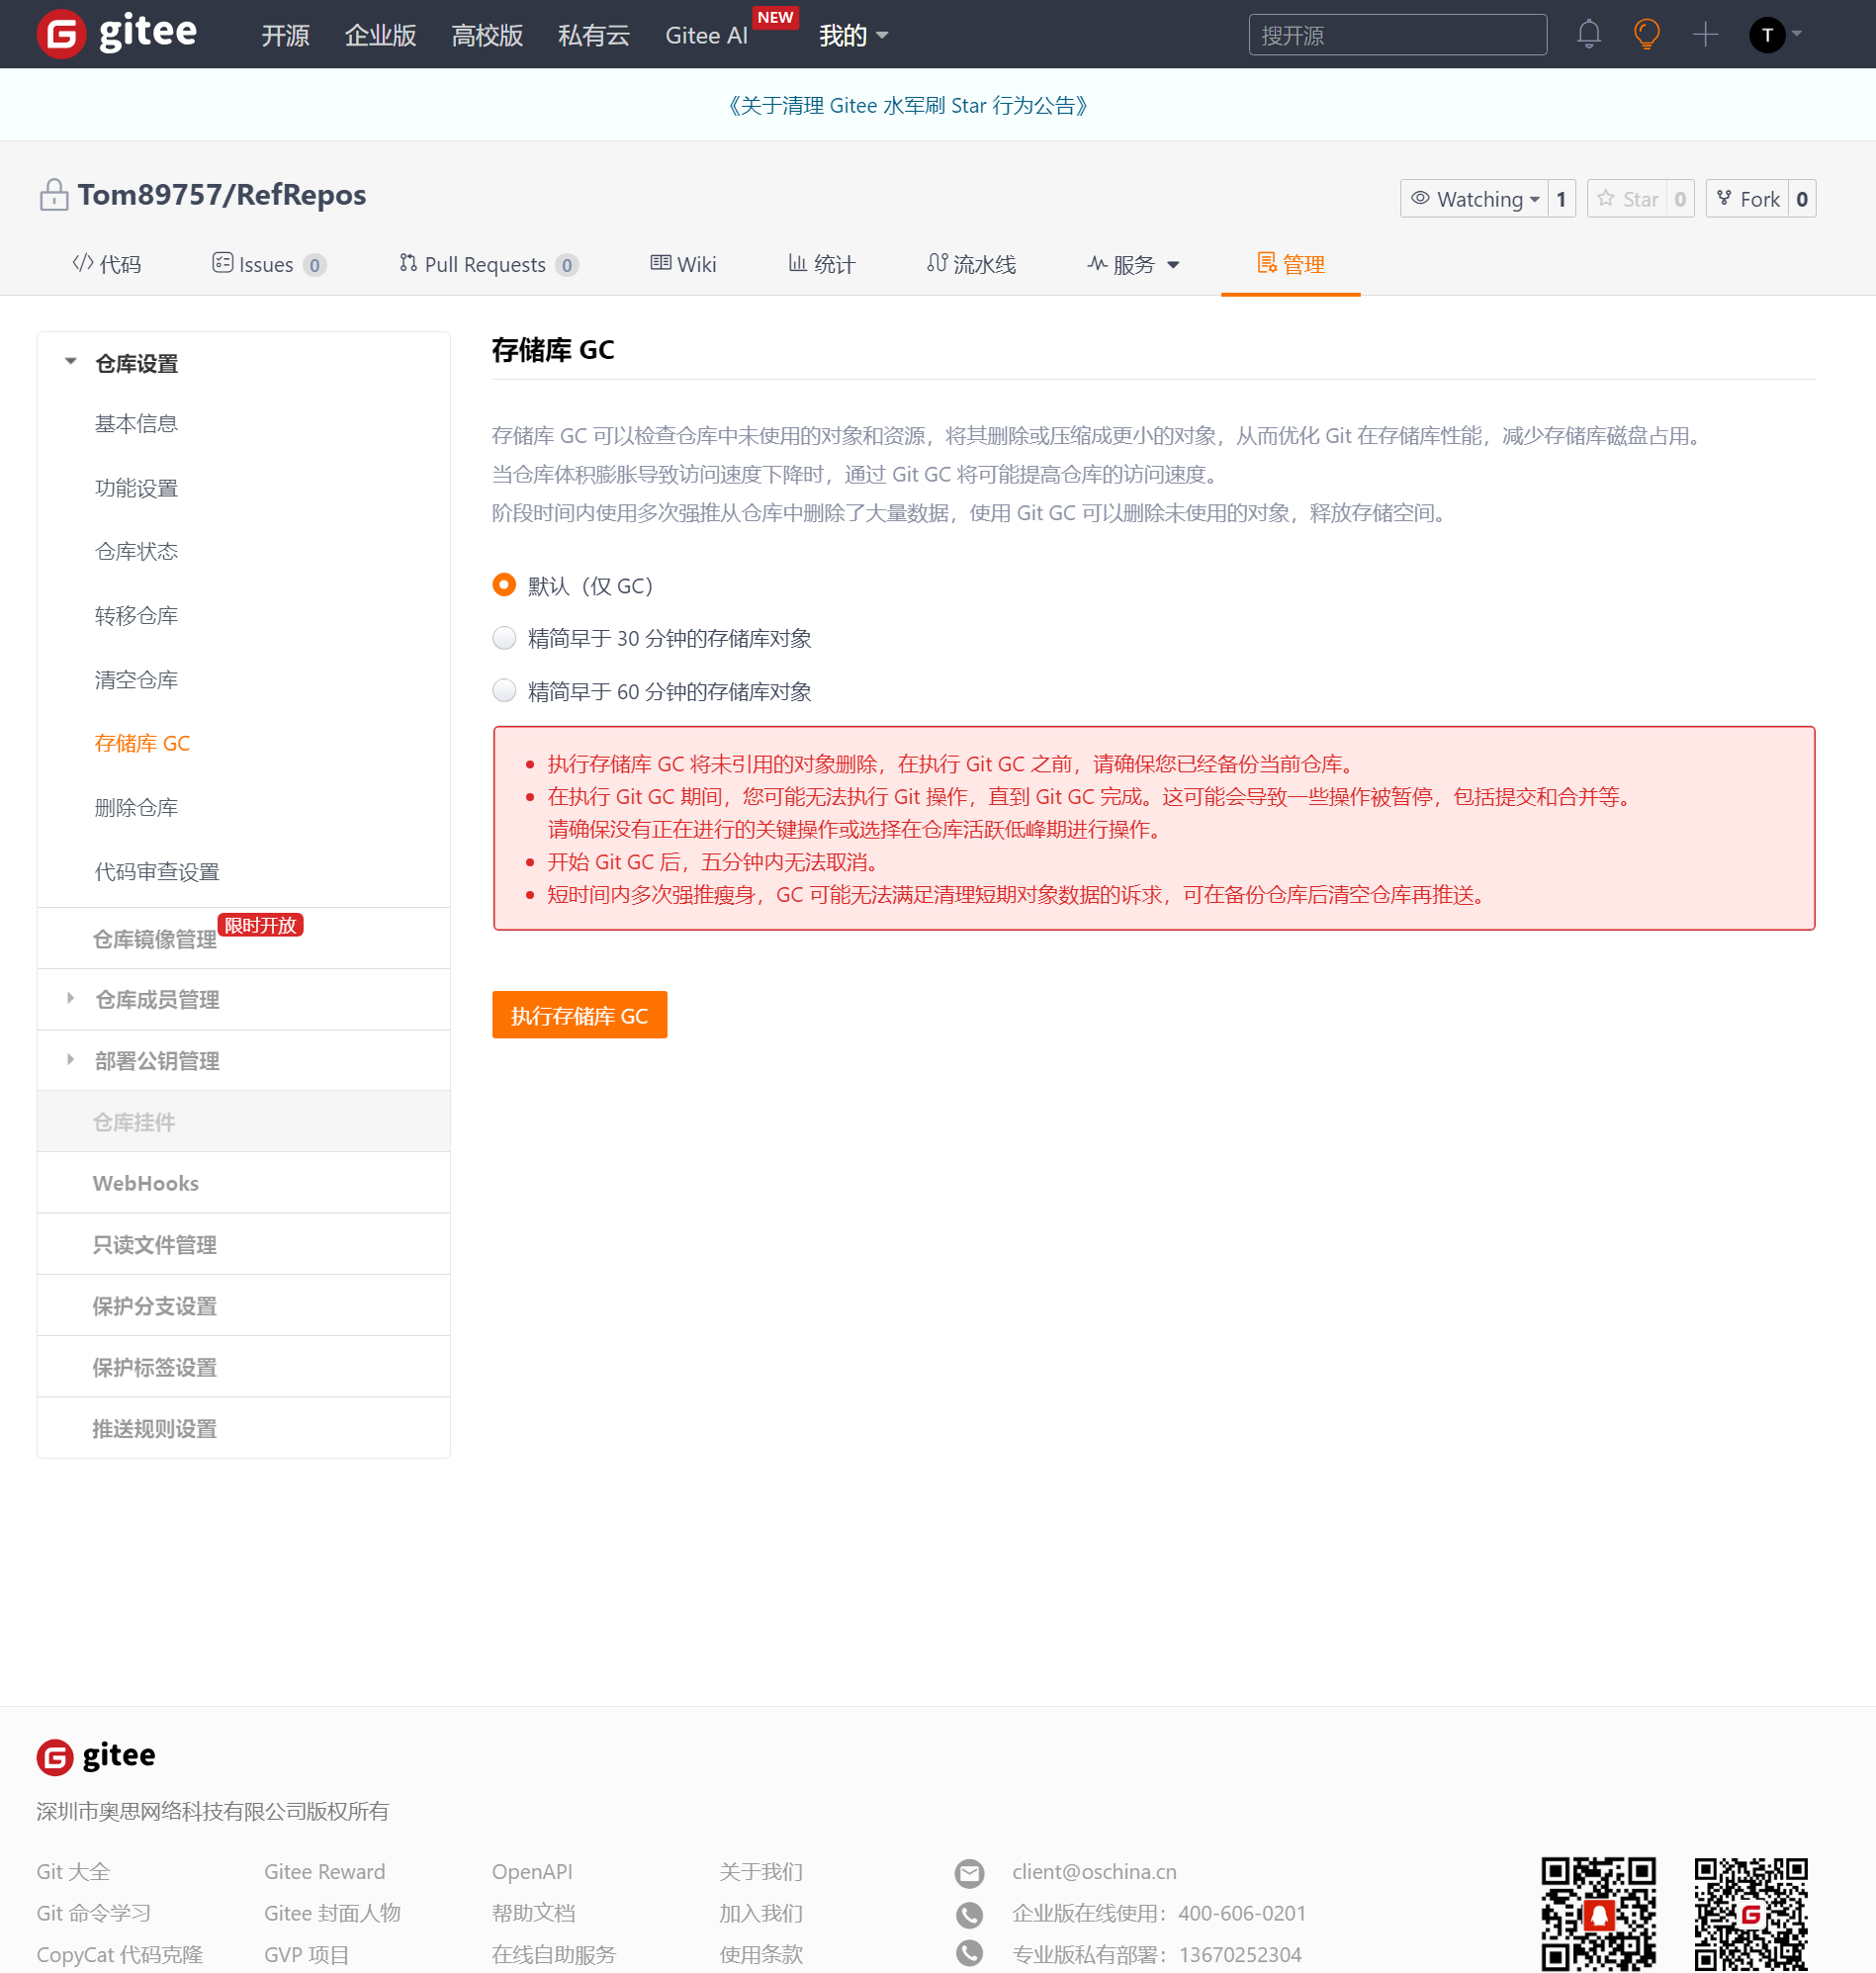 gitee
开源 企业版 高校版 私有云 Gitee AI NEW 我的
搜开源
T
《关于清理 Gitee 水军刷 Star 行为公告》
Tom89757/RefRepos
Watching 1 Star 0 Fork 0
代码 Issues 0 Pull Requests 0 Wiki 统计 流水线 服务 管理
仓库设置
基本信息
功能设置
仓库状态
转移仓库
清空仓库
存储库 GC
删除仓库
代码审查设置
仓库镜像管理 限时开放
仓库成员管理
部署公钥管理
仓库挂件
WebHooks
只读文件管理
保护分支设置
保护标签设置
推送规则设置
存储库 GC
存储库 GC 可以检查仓库中未使用的对象和资源，将其删除或压缩成更小的对象，从而优化 Git 在存储库性能，减少存储库磁盘占用。
当仓库体积膨胀导致访问速度下降时，通过 Git GC 将可能提高仓库的访问速度。
阶段时间内使用多次强推从仓库中删除了大量数据，使用 Git GC 可以删除未使用的对象，释放存储空间。
默认（仅 GC）
精简早于 30 分钟的存储库对象
精简早于 60 分钟的存储库对象
执行存储库 GC 将未引用的对象删除，在执行 Git GC 之前，请确保您已经备份当前仓库。
在执行 Git GC 期间，您可能无法执行 Git 操作，直到 Git GC 完成。这可能会导致一些操作被暂停，包括提交和合并等。
请确保没有正在进行的关键操作或选择在仓库活跃低峰期进行操作。
开始 Git GC 后，五分钟内无法取消。
短时间内多次强推瘦身，GC 可能无法满足清理短期对象数据的诉求，可在备份仓库后清空仓库再推送。
执行存储库 GC
gitee
深圳市奥思网络科技有限公司版权所有
Git 大全 Gitee Reward OpenAPI 关于我们 client@oschina.cn
Git 命令学习 Gitee 封面人物 帮助文档 加入我们 企业版在线使用：400-606-0201
CopyCat 代码克隆 GVP 项目 在线自助服务 使用条款 专业版私有部署：13670252304